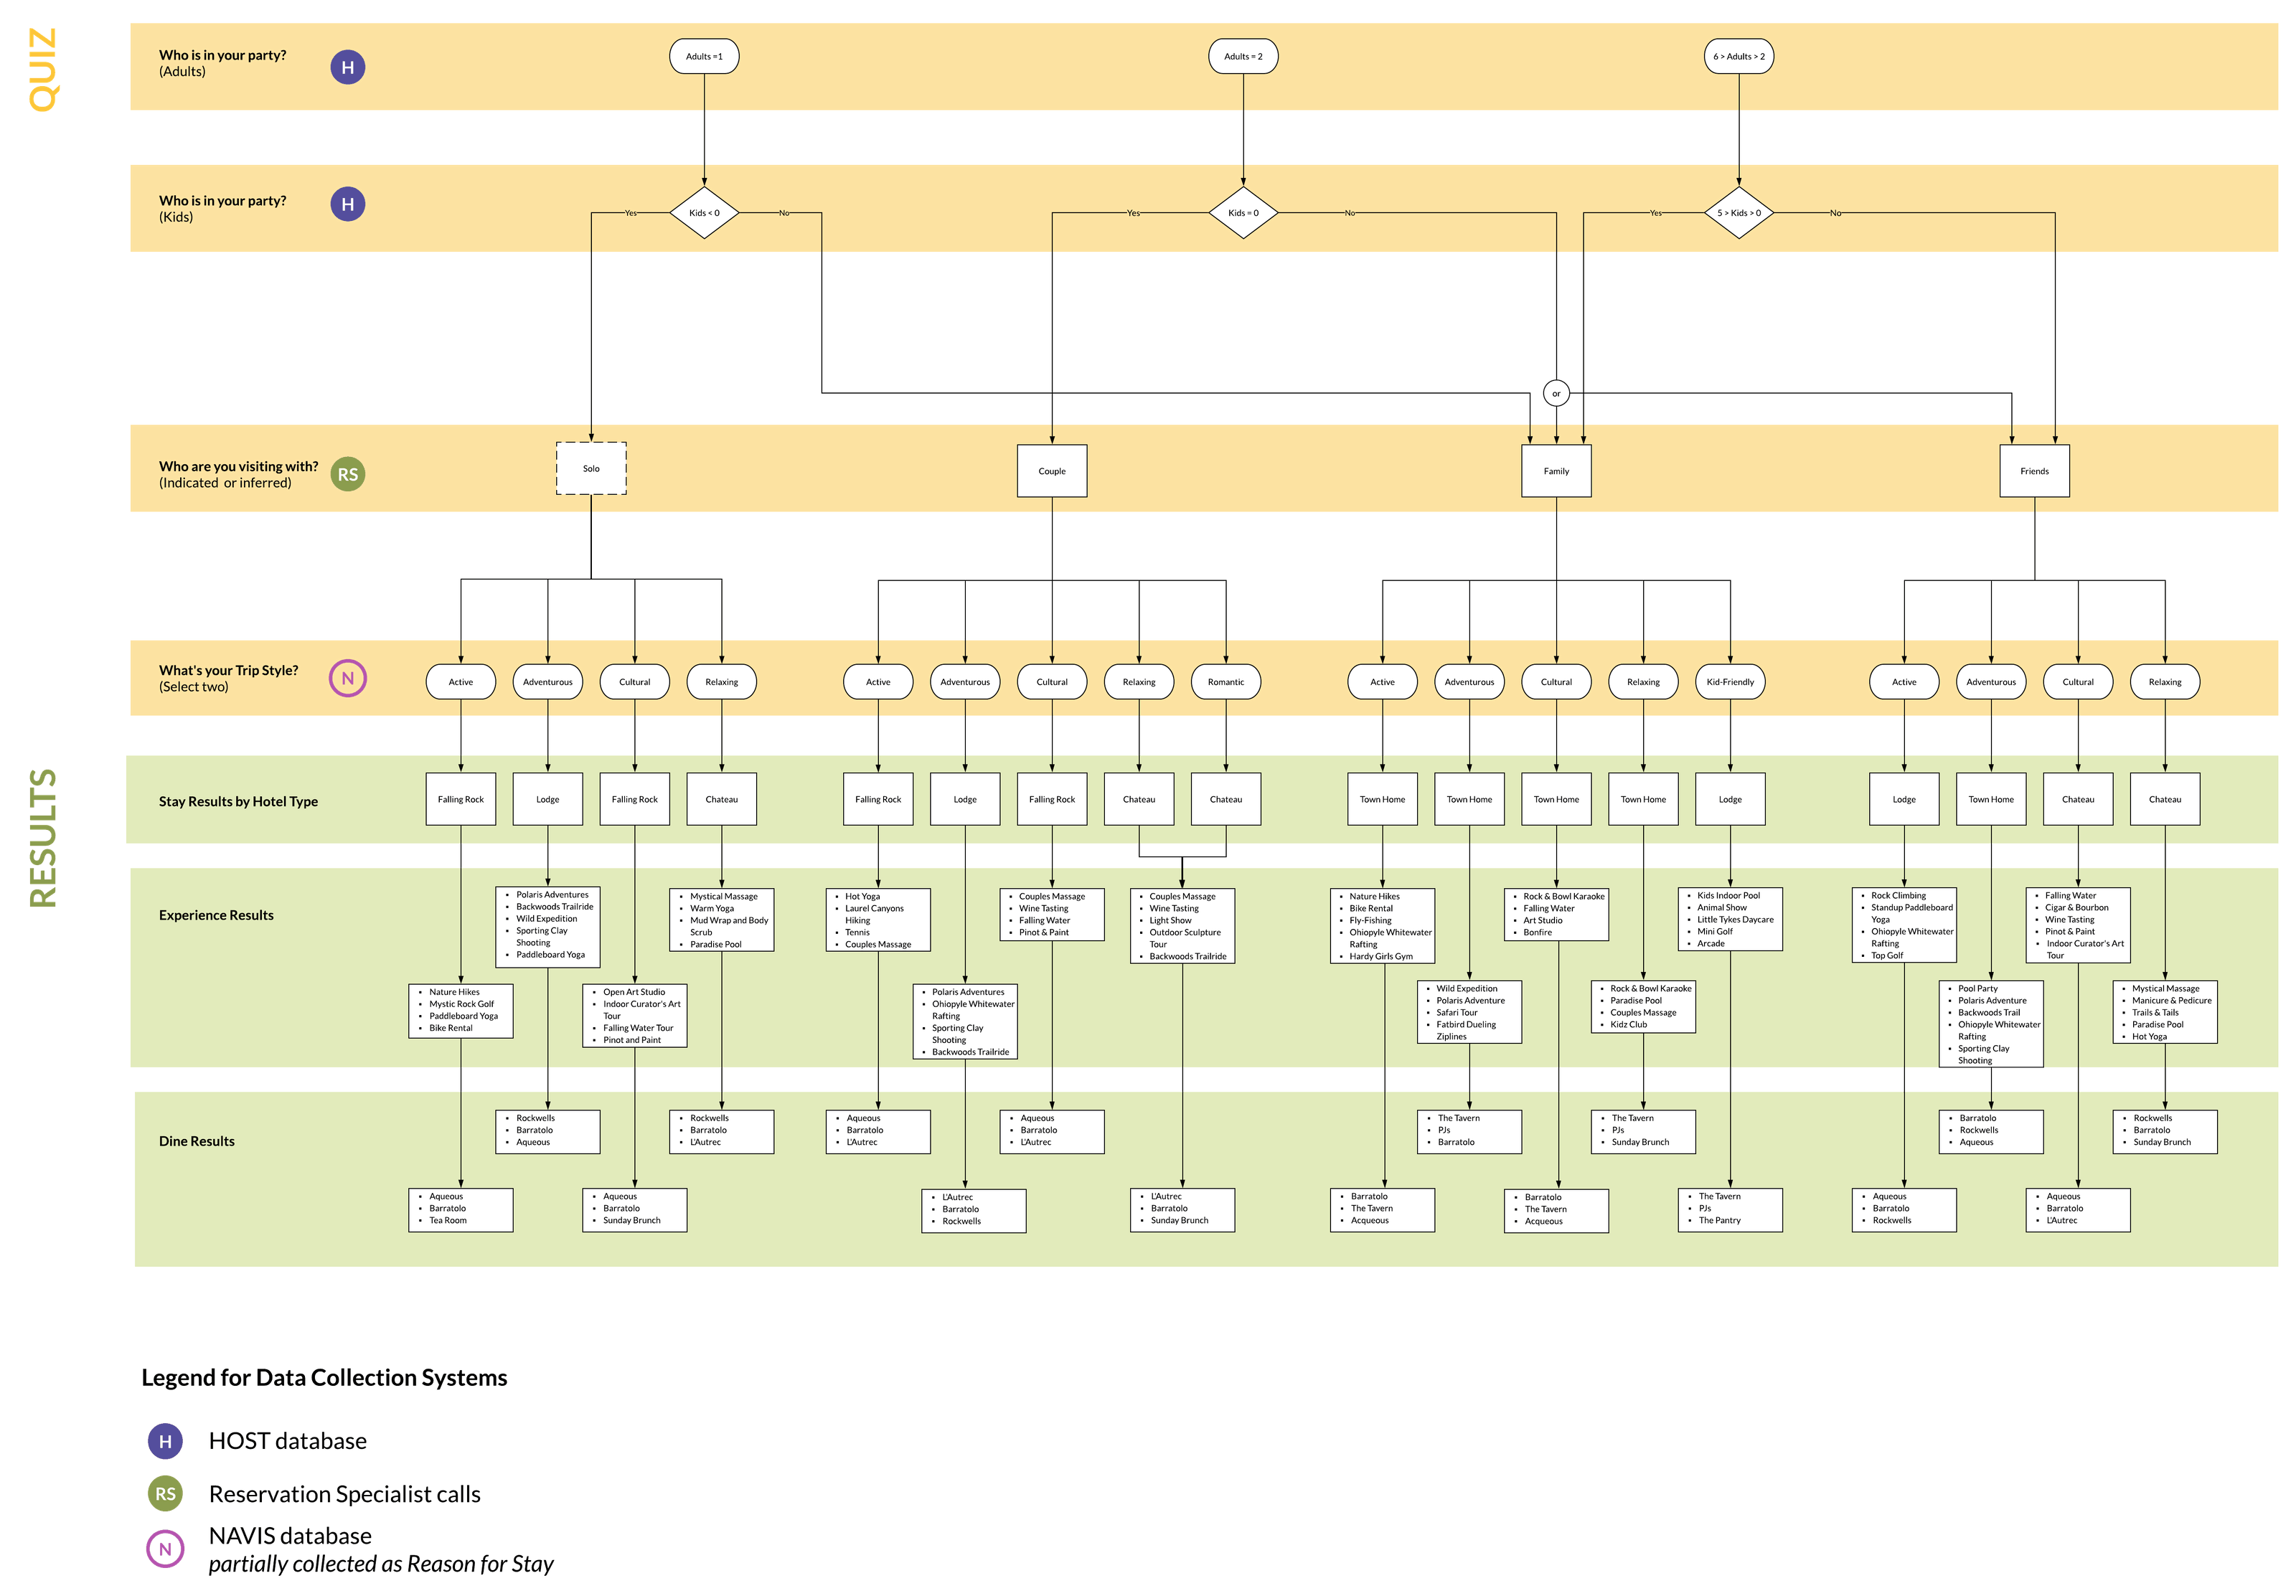 QUIZ
Who is in your party?
(Adults)
H
Adults =1
Adults = 2
6 > Adults > 2
Who is in your party?
(Kids)
H
Yes
Kids < 0
No
Yes
Kids = 0
No
Yes
5 > Kids > 0
No
or
Who are you visiting with?
(Indicated or inferred)
RS
Solo
Couple
Family
Friends
What's your Trip Style?
(Select two)
N
Active
Adventurous
Cultural
Relaxing
Active
Adventurous
Cultural
Relaxing
Romantic
Active
Adventurous
Cultural
Relaxing
Kid-Friendly
Active
Adventurous
Cultural
Relaxing
RESULTS
Stay Results by Hotel Type
Falling Rock
Lodge
Falling Rock
Chateau
Falling Rock
Lodge
Falling Rock
Chateau
Chateau
Town Home
Town Home
Town Home
Town Home
Lodge
Lodge
Town Home
Chateau
Chateau
Experience Results
• Nature Hikes
• Mystic Rock Golf
• Paddleboard Yoga
• Bike Rental
• Polaris Adventures
• Backwoods Trailride
• Wild Expedition
• Sporting Clay
Shooting
• Paddleboard Yoga
• Open Art Studio
• Indoor Curator's Art
Tour
• Falling Water Tour
• Pinot and Paint
• Mystical Massage
• Warm Yoga
• Mud Wrap and Body
Scrub
• Paradise Pool
• Hot Yoga
• Laurel Canyons
Hiking
• Tennis
• Couples Massage
• Polaris Adventures
• Ohiopyle Whitewater
Rafting
• Sporting Clay
Shooting
• Backwoods Trailride
• Couples Massage
• Wine Tasting
• Falling Water
• Pinot & Paint
• Couples Massage
• Wine Tasting
• Light Show
• Outdoor Sculpture
Tour
• Backwoods Trailride
• Nature Hikes
• Bike Rental
• Fly-Fishing
• Ohiopyle Whitewater
Rafting
• Hardy Girls Gym
• Wild Expedition
• Polaris Adventure
• Safari Tour
• Fatbird Dueling
Ziplines
• Rock & Bowl Karaoke
• Falling Water
• Art Studio
• Bonfire
• Rock & Bowl Karaoke
• Paradise Pool
• Couples Massage
• Kidz Club
• Kids Indoor Pool
• Animal Show
• Little Tykes Daycare
• Mini Golf
• Arcade
• Rock Climbing
• Standup Paddleboard
Yoga
• Ohiopyle Whitewater
Rafting
• Top Golf
• Pool Party
• Polaris Adventure
• Backwoods Trail
• Ohiopyle Whitewater
Rafting
• Sporting Clay
Shooting
• Falling Water
• Cigar & Bourbon
• Wine Tasting
• Pinot & Paint
• Indoor Curator's Art
Tour
• Mystical Massage
• Manicure & Pedicure
• Trails & Tails
• Paradise Pool
• Hot Yoga
Dine Results
• Aqueous
• Barratolo
• Tea Room
• Rockwells
• Barratolo
• Aqueous
• Aqueous
• Barratolo
• Sunday Brunch
• Rockwells
• Barratolo
• L'Autrec
• Aqueous
• Barratolo
• L'Autrec
• L'Autrec
• Barratolo
• Rockwells
• Aqueous
• Barratolo
• L'Autrec
• L'Autrec
• Barratolo
• Sunday Brunch
• Barratolo
• The Tavern
• Acqueous
• The Tavern
• PJs
• Barratolo
• Barratolo
• The Tavern
• Acqueous
• The Tavern
• PJs
• Sunday Brunch
• The Tavern
• PJs
• The Pantry
• Aqueous
• Barratolo
• Rockwells
• Barratolo
• Rockwells
• Aqueous
• Aqueous
• Barratolo
• L'Autrec
• Rockwells
• Barratolo
• Sunday Brunch
Legend for Data Collection Systems
H HOST database
RS Reservation Specialist calls
N NAVIS database
partially collected as Reason for Stay